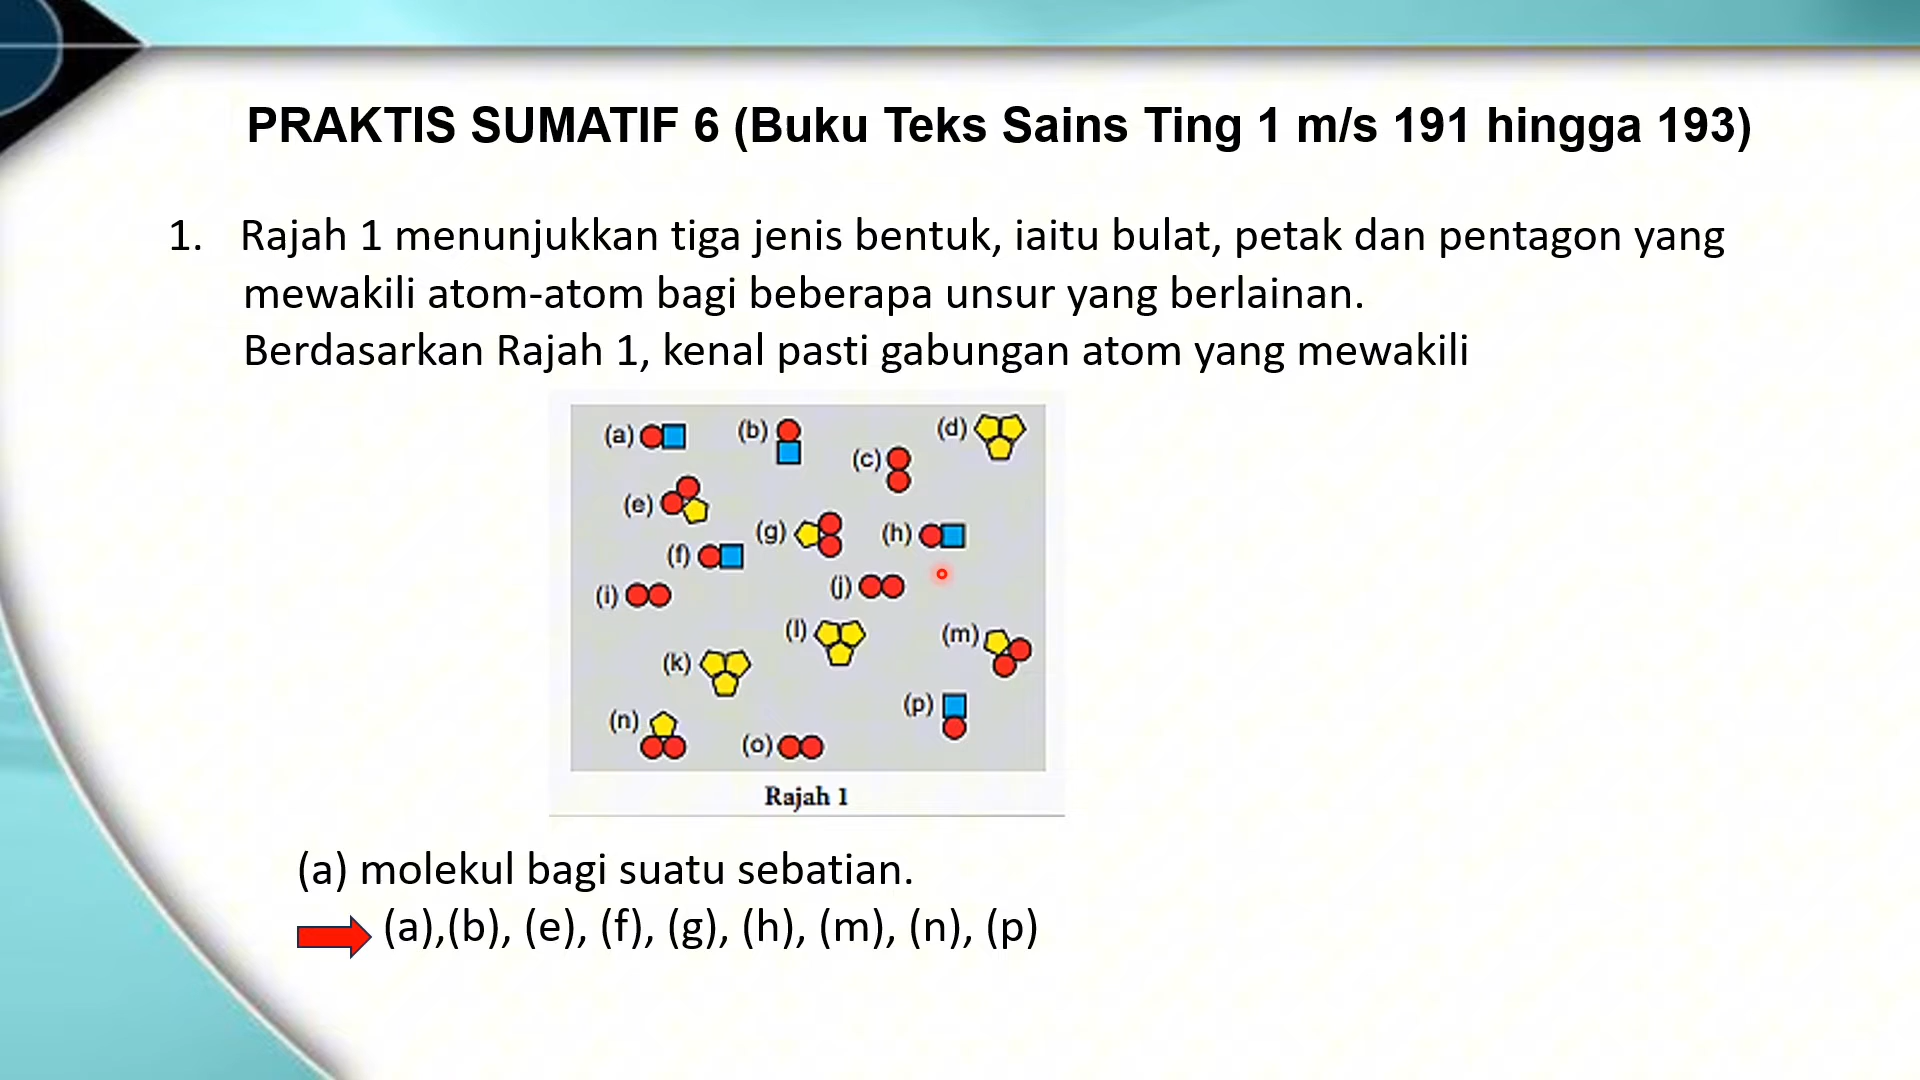 PRAKTIS SUMATIF 6 (Buku Teks Sains Ting 1 m/s 191 hingga 193)
1. Rajah 1 menunjukkan tiga jenis bentuk, iaitu bulat, petak dan pentagon yang
mewakili atom-atom bagi beberapa unsur yang berlainan.
Berdasarkan Rajah 1, kenal pasti gabungan atom yang mewakili
(a)
(b)
(c)
(d)
(e)
(f)
(g)
(h)
(i)
(j)
(k)
(l)
(m)
(n)
(o)
(p)
Rajah 1
(a) molekul bagi suatu sebatian.
(a),(b), (e), (f), (g), (h), (m), (n), (p)